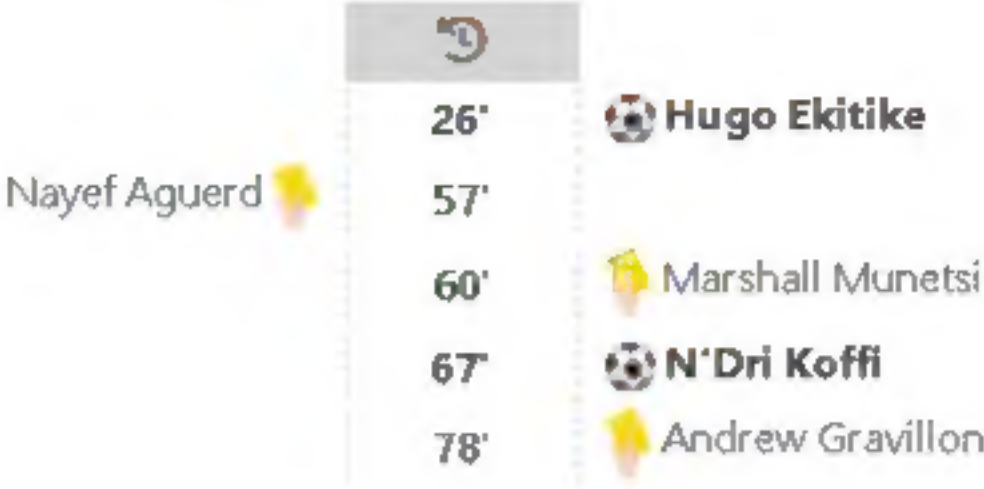 26' Hugo Ekitike
Nayef Aguerd 57'
60' Marshall Munetsi
67' N'Dri Koffi
78' Andrew Gravillon